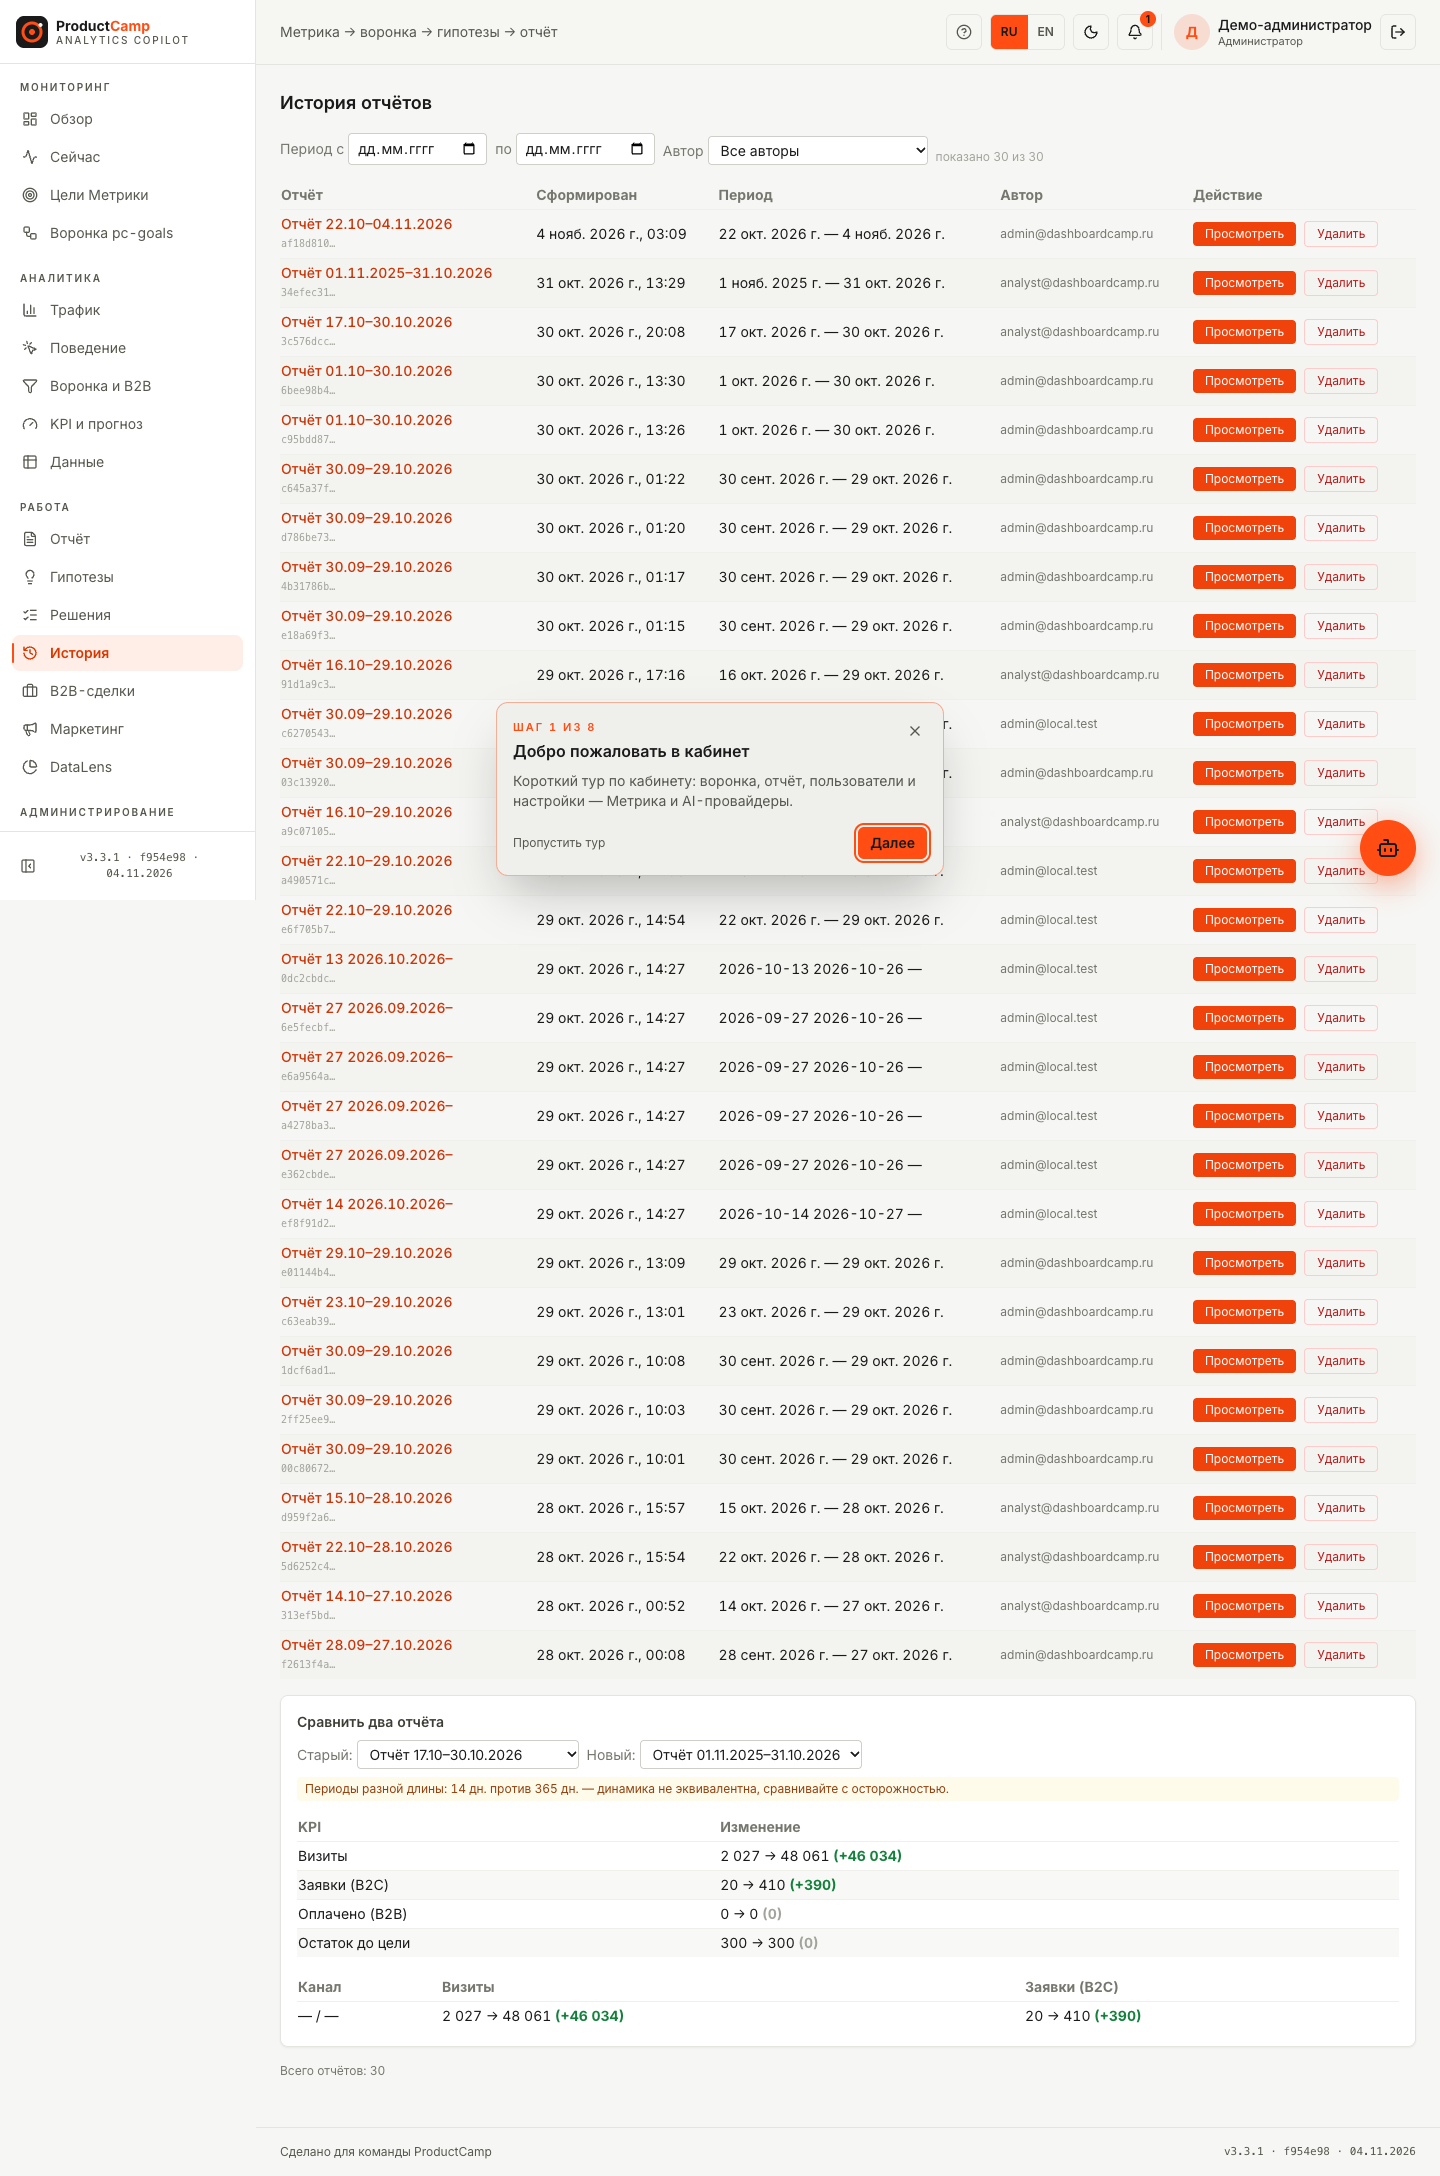 ProductCamp
ANALYTICS COPILOT
Метрика → воронка → гипотезы → отчёт
RU EN
1
Д
Демо-администратор
Администратор
МОНИТОРИНГ
Обзор
Сейчас
Цели Метрики
Воронка pc-goals
АНАЛИТИКА
Трафик
Поведение
Воронка и B2B
KPI и прогноз
Данные
РАБОТА
Отчёт
Гипотезы
Решения
История
B2B-сделки
Маркетинг
DataLens
АДМИНИСТРИРОВАНИЕ
v3.3.1 · f954e98 ·
04.11.2026
История отчётов
Период с дд.мм.гггг по дд.мм.гггг Автор Все авторы показано 30 из 30
Отчёт Сформирован Период Автор Действие
Отчёт 22.10–04.11.2026
af18d810… 4 нояб. 2026 г., 03:09 22 окт. 2026 г. — 4 нояб. 2026 г. admin@dashboardcamp.ru Просмотреть Удалить
Отчёт 01.11.2025–31.10.2026
34efec31… 31 окт. 2026 г., 13:29 1 нояб. 2025 г. — 31 окт. 2026 г. analyst@dashboardcamp.ru Просмотреть Удалить
Отчёт 17.10–30.10.2026
3c576dcc… 30 окт. 2026 г., 20:08 17 окт. 2026 г. — 30 окт. 2026 г. analyst@dashboardcamp.ru Просмотреть Удалить
Отчёт 01.10–30.10.2026
6bee98b4… 30 окт. 2026 г., 13:30 1 окт. 2026 г. — 30 окт. 2026 г. admin@dashboardcamp.ru Просмотреть Удалить
Отчёт 01.10–30.10.2026
c95bdd87… 30 окт. 2026 г., 13:26 1 окт. 2026 г. — 30 окт. 2026 г. admin@dashboardcamp.ru Просмотреть Удалить
Отчёт 30.09–29.10.2026
c645a37f… 30 окт. 2026 г., 01:22 30 сент. 2026 г. — 29 окт. 2026 г. admin@dashboardcamp.ru Просмотреть Удалить
Отчёт 30.09–29.10.2026
d786be73… 30 окт. 2026 г., 01:20 30 сент. 2026 г. — 29 окт. 2026 г. admin@dashboardcamp.ru Просмотреть Удалить
Отчёт 30.09–29.10.2026
4b31786b… 30 окт. 2026 г., 01:17 30 сент. 2026 г. — 29 окт. 2026 г. admin@dashboardcamp.ru Просмотреть Удалить
Отчёт 30.09–29.10.2026
e18a69f3… 30 окт. 2026 г., 01:15 30 сент. 2026 г. — 29 окт. 2026 г. admin@dashboardcamp.ru Просмотреть Удалить
Отчёт 16.10–29.10.2026
91d1a9c3… 29 окт. 2026 г., 17:16 16 окт. 2026 г. — 29 окт. 2026 г. analyst@dashboardcamp.ru Просмотреть Удалить
Отчёт 30.09–29.10.2026
c6270543… г. admin@local.test Просмотреть Удалить
Отчёт 30.09–29.10.2026
03c13920… г. admin@dashboardcamp.ru Просмотреть Удалить
Отчёт 16.10–29.10.2026
a9c07105… analyst@dashboardcamp.ru Просмотреть Удалить
Отчёт 22.10–29.10.2026
a490571c… admin@local.test Просмотреть Удалить
ШАГ 1 ИЗ 8
Добро пожаловать в кабинет
Короткий тур по кабинету: воронка, отчёт, пользователи и
настройки — Метрика и AI-провайдеры.
Пропустить тур Далее
Отчёт 22.10–29.10.2026
e6f705b7… 29 окт. 2026 г., 14:54 22 окт. 2026 г. — 29 окт. 2026 г. admin@local.test Просмотреть Удалить
Отчёт 13 2026.10.2026–
0dc2cbdc… 29 окт. 2026 г., 14:27 2026-10-13 2026-10-26 — admin@local.test Просмотреть Удалить
Отчёт 27 2026.09.2026–
6e5fecbf… 29 окт. 2026 г., 14:27 2026-09-27 2026-10-26 — admin@local.test Просмотреть Удалить
Отчёт 27 2026.09.2026–
e6a9564a… 29 окт. 2026 г., 14:27 2026-09-27 2026-10-26 — admin@local.test Просмотреть Удалить
Отчёт 27 2026.09.2026–
a4278ba3… 29 окт. 2026 г., 14:27 2026-09-27 2026-10-26 — admin@local.test Просмотреть Удалить
Отчёт 27 2026.09.2026–
e362cbde… 29 окт. 2026 г., 14:27 2026-09-27 2026-10-26 — admin@local.test Просмотреть Удалить
Отчёт 14 2026.10.2026–
ef8f91d2… 29 окт. 2026 г., 14:27 2026-10-14 2026-10-27 — admin@local.test Просмотреть Удалить
Отчёт 29.10–29.10.2026
e01144b4… 29 окт. 2026 г., 13:09 29 окт. 2026 г. — 29 окт. 2026 г. admin@dashboardcamp.ru Просмотреть Удалить
Отчёт 23.10–29.10.2026
c63eab39… 29 окт. 2026 г., 13:01 23 окт. 2026 г. — 29 окт. 2026 г. admin@dashboardcamp.ru Просмотреть Удалить
Отчёт 30.09–29.10.2026
1dcf6ad1… 29 окт. 2026 г., 10:08 30 сент. 2026 г. — 29 окт. 2026 г. admin@dashboardcamp.ru Просмотреть Удалить
Отчёт 30.09–29.10.2026
2ff25ee9… 29 окт. 2026 г., 10:03 30 сент. 2026 г. — 29 окт. 2026 г. admin@dashboardcamp.ru Просмотреть Удалить
Отчёт 30.09–29.10.2026
00c80672… 29 окт. 2026 г., 10:01 30 сент. 2026 г. — 29 окт. 2026 г. admin@dashboardcamp.ru Просмотреть Удалить
Отчёт 15.10–28.10.2026
d959f2a6… 28 окт. 2026 г., 15:57 15 окт. 2026 г. — 28 окт. 2026 г. analyst@dashboardcamp.ru Просмотреть Удалить
Отчёт 22.10–28.10.2026
5d6252c4… 28 окт. 2026 г., 15:54 22 окт. 2026 г. — 28 окт. 2026 г. analyst@dashboardcamp.ru Просмотреть Удалить
Отчёт 14.10–27.10.2026
313ef5bd… 28 окт. 2026 г., 00:52 14 окт. 2026 г. — 27 окт. 2026 г. analyst@dashboardcamp.ru Просмотреть Удалить
Отчёт 28.09–27.10.2026
f2613f4a… 28 окт. 2026 г., 00:08 28 сент. 2026 г. — 27 окт. 2026 г. admin@dashboardcamp.ru Просмотреть Удалить
Сравнить два отчёта
Старый: Отчёт 17.10–30.10.2026 Новый: Отчёт 01.11.2025–31.10.2026
Периоды разной длины: 14 дн. против 365 дн. — динамика не эквивалентна, сравнивайте с осторожностью.
KPI Изменение
Визиты 2 027 → 48 061 (+46 034)
Заявки (B2C) 20 → 410 (+390)
Оплачено (B2B) 0 → 0 (0)
Остаток до цели 300 → 300 (0)
Канал Визиты Заявки (B2C)
— / — 2 027 → 48 061 (+46 034) 20 → 410 (+390)
Всего отчётов: 30
Сделано для команды ProductCamp v3.3.1 · f954e98 · 04.11.2026